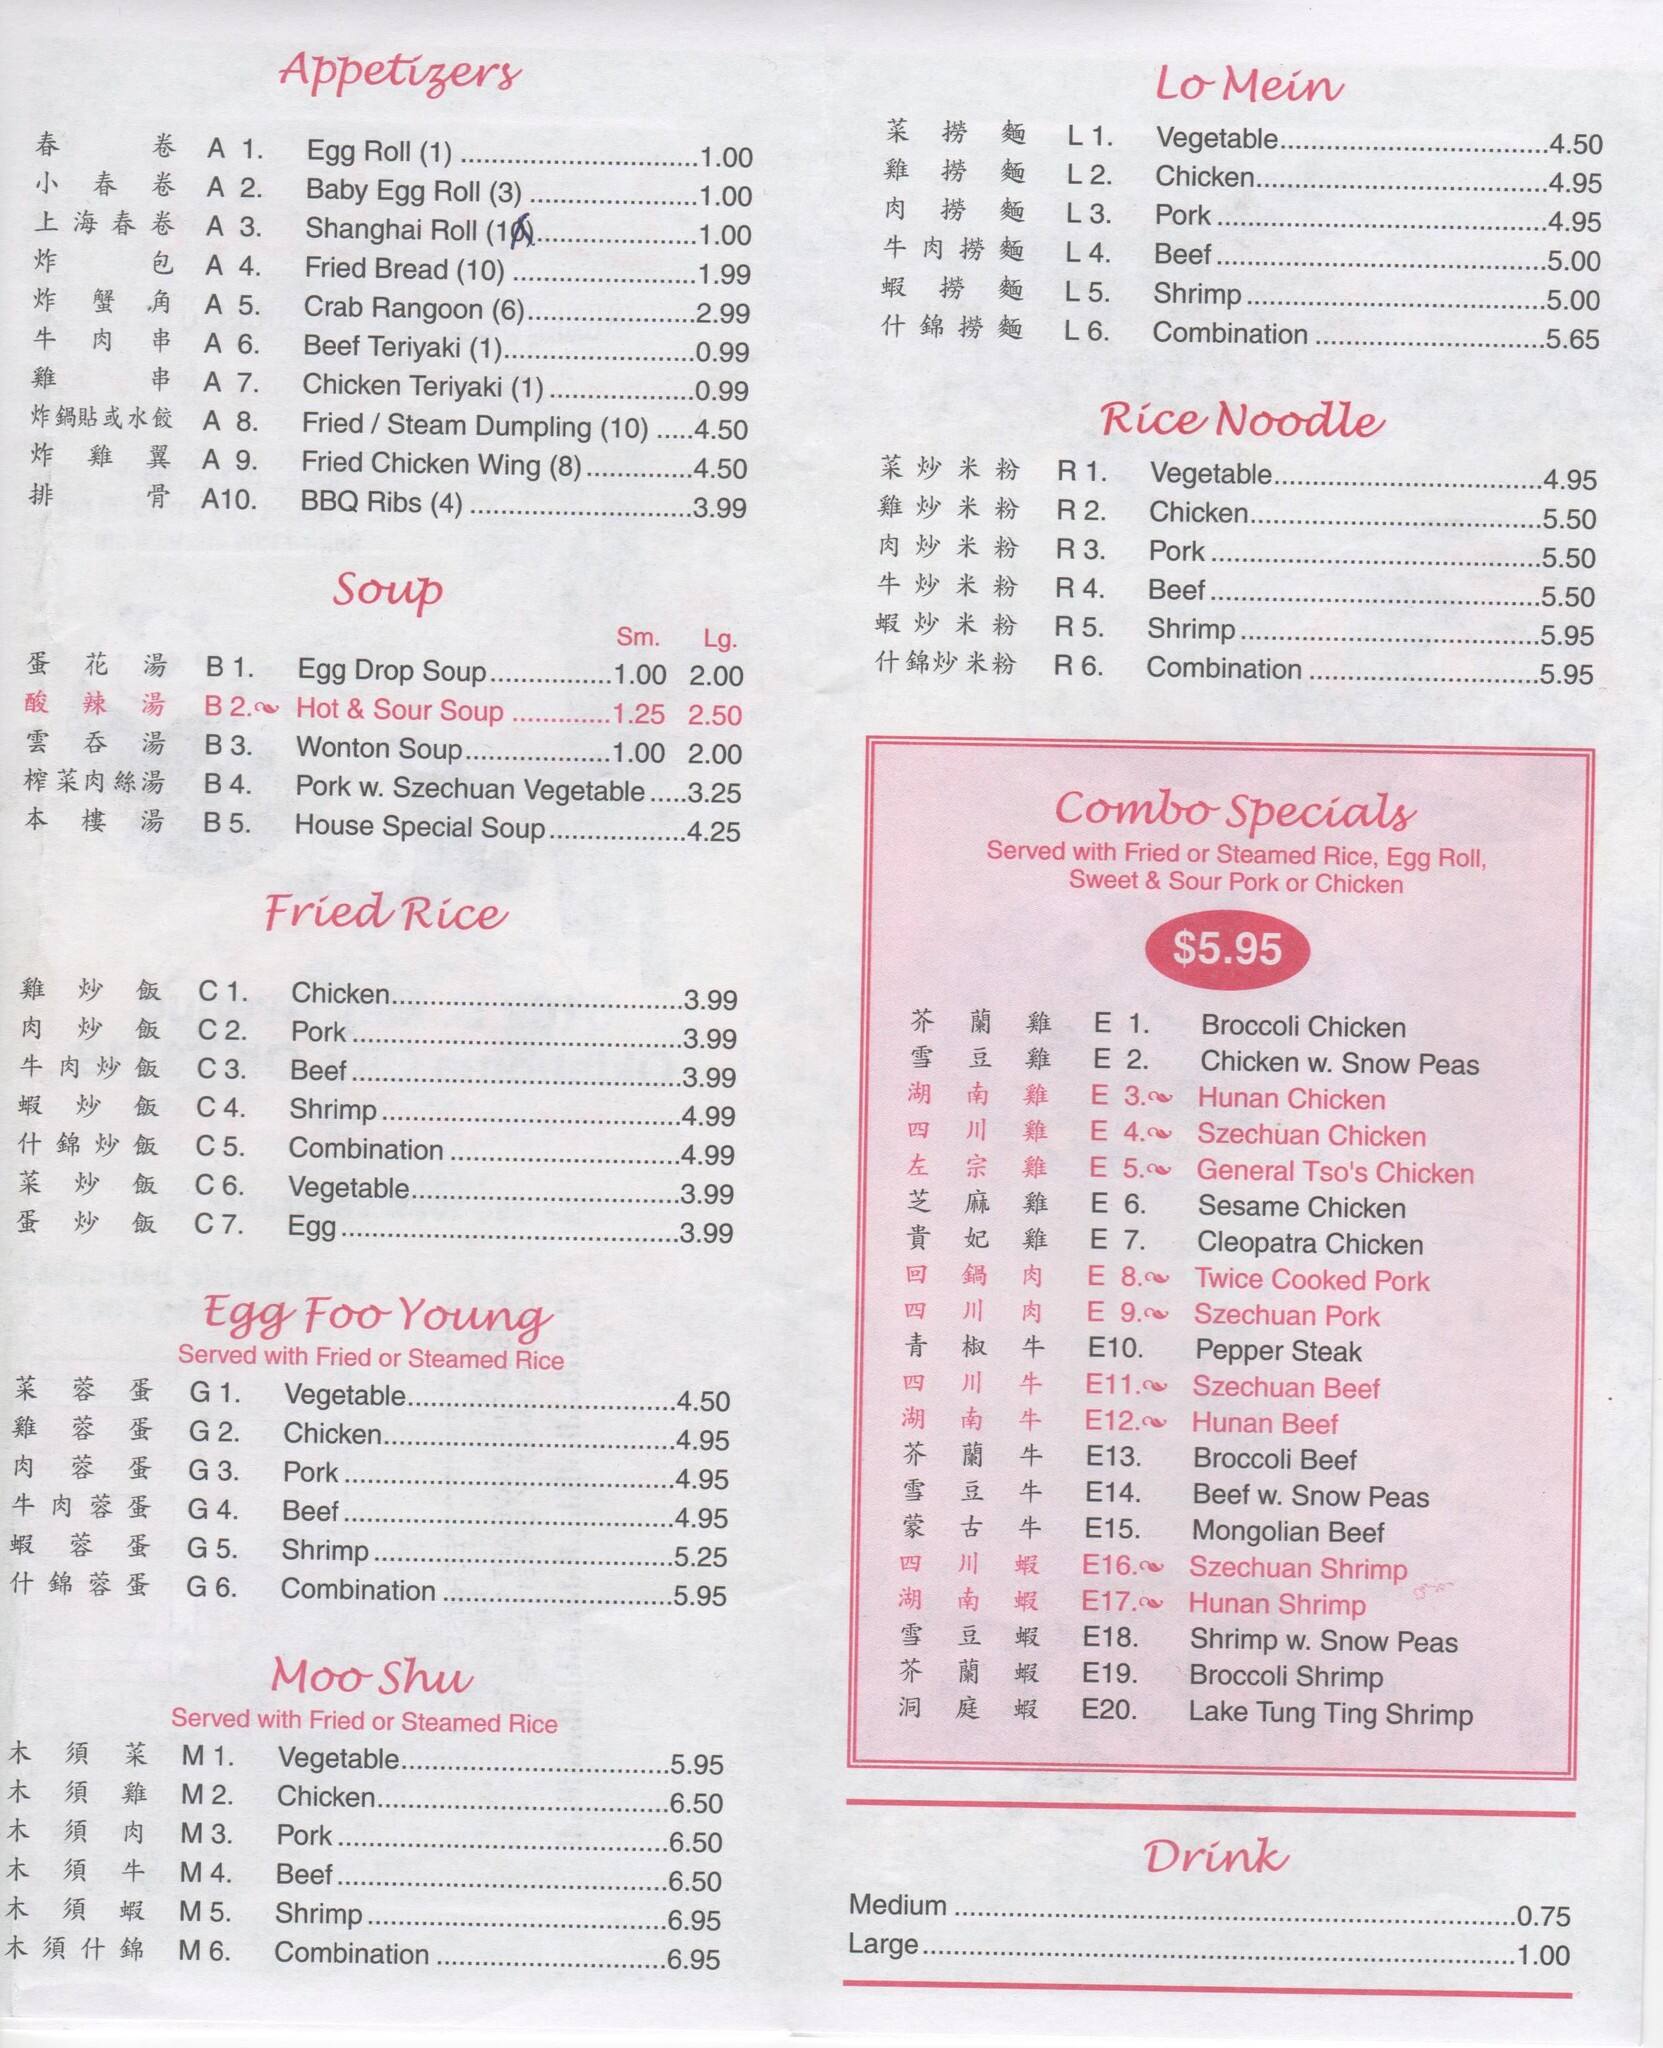 Appetizers
春卷 A 1. Egg Roll (1) 1.00
小春卷 A 2. Baby Egg Roll (3) 1.00
上海春卷 A 3. Shanghai Roll (1) 1.00
炸包 A 4. Fried Bread (10) 1.99
炸蟹角 A 5. Crab Rangoon (6) 2.99
牛肉串 A 6. Beef Teriyaki (1) 0.99
雞串 A 7. Chicken Teriyaki (1) 0.99
炸鍋貼或水餃 A 8. Fried / Steam Dumpling (10) 4.50
炸雞翼 A 9. Fried Chicken Wing (8) 4.50
排骨 A10. BBQ Ribs (4) 3.99
Soup
Sm. Lg.
蛋花湯 B 1. Egg Drop Soup 1.00 2.00
酸辣湯 B 2. Hot & Sour Soup 1.25 2.50
雲吞湯 B 3. Wonton Soup 1.00 2.00
榨菜肉絲湯 B 4. Pork w. Szechuan Vegetable 3.25
本樓湯 B 5. House Special Soup 4.25
Fried Rice
雞炒飯 C 1. Chicken 3.99
肉炒飯 C 2. Pork 3.99
牛肉炒飯 C 3. Beef 3.99
蝦炒飯 C 4. Shrimp 4.99
什錦炒飯 C 5. Combination 4.99
菜炒飯 C 6. Vegetable 3.99
蛋炒飯 C 7. Egg 3.99
Egg Foo Young
Served with Fried or Steamed Rice
菜蓉蛋 G 1. Vegetable 4.50
雞蓉蛋 G 2. Chicken 4.95
肉蓉蛋 G 3. Pork 4.95
牛肉蓉蛋 G 4. Beef 4.95
蝦蓉蛋 G 5. Shrimp 5.25
什錦蓉蛋 G 6. Combination 5.95
Moo Shu
Served with Fried or Steamed Rice
木須菜 M 1. Vegetable 5.95
木須雞 M 2. Chicken 6.50
木須肉 M 3. Pork 6.50
木須牛 M 4. Beef 6.50
木須蝦 M 5. Shrimp 6.95
木須什錦 M 6. Combination 6.95
Lo Mein
菜撈麵 L 1. Vegetable 4.50
雞撈麵 L 2. Chicken 4.95
肉撈麵 L 3. Pork 4.95
牛肉撈麵 L 4. Beef 5.00
蝦撈麵 L 5. Shrimp 5.00
什錦撈麵 L 6. Combination 5.65
Rice Noodle
菜炒米粉 R 1. Vegetable 4.95
雞炒米粉 R 2. Chicken 5.50
肉炒米粉 R 3. Pork 5.50
牛炒米粉 R 4. Beef 5.50
蝦炒米粉 R 5. Shrimp 5.95
什錦炒米粉 R 6. Combination 5.95
Combo Specials
Served with Fried or Steamed Rice, Egg Roll,
Sweet & Sour Pork or Chicken
$5.95
芥蘭雞 E 1. Broccoli Chicken
雪豆雞 E 2. Chicken w. Snow Peas
湖南雞 E 3. Hunan Chicken
四川雞 E 4. Szechuan Chicken
左宗雞 E 5. General Tso's Chicken
芝麻雞 E 6. Sesame Chicken
貴妃雞 E 7. Cleopatra Chicken
回鍋肉 E 8. Twice Cooked Pork
四川肉 E 9. Szechuan Pork
青椒牛 E10. Pepper Steak
四川牛 E11. Szechuan Beef
湖南牛 E12. Hunan Beef
芥蘭牛 E13. Broccoli Beef
雪豆牛 E14. Beef w. Snow Peas
蒙古牛 E15. Mongolian Beef
四川蝦 E16. Szechuan Shrimp
湖南蝦 E17. Hunan Shrimp
雪豆蝦 E18. Shrimp w. Snow Peas
芥蘭蝦 E19. Broccoli Shrimp
洞庭蝦 E20. Lake Tung Ting Shrimp
Drink
Medium 0.75
Large 1.00